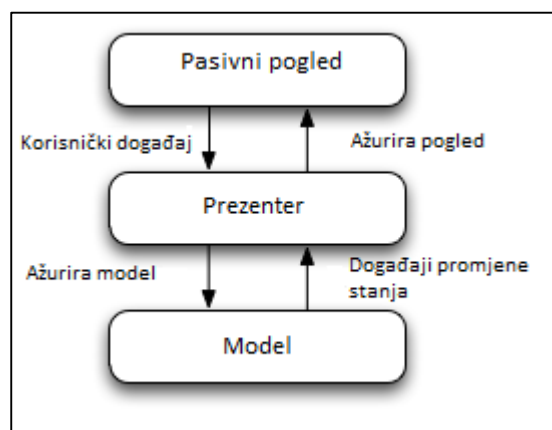 Pasivni pogled
Korisnički događaj
Ažurira pogled
Prezenter
Ažurira model
Događaji promjene
stanja
Model